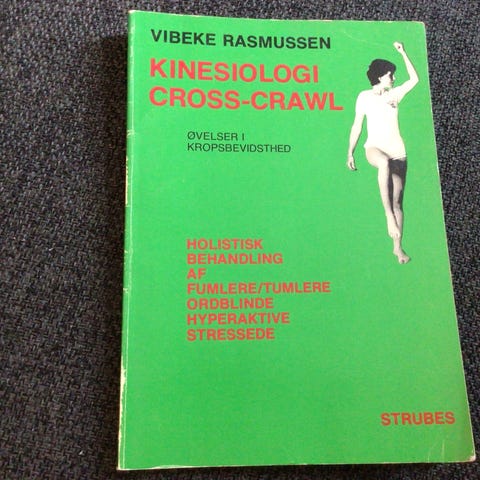 VIBEKE RASMUSSEN
KINESIOLOGI
CROSS-CRAWL
ØVELSER I
KROPSBEVIDSTHED
HOLISTISK
BEHANDLING
AF
FUMLERE/TUMLERE
ORDBLINDE
HYPERAKTIVE
STRESSEDE
STRUBES